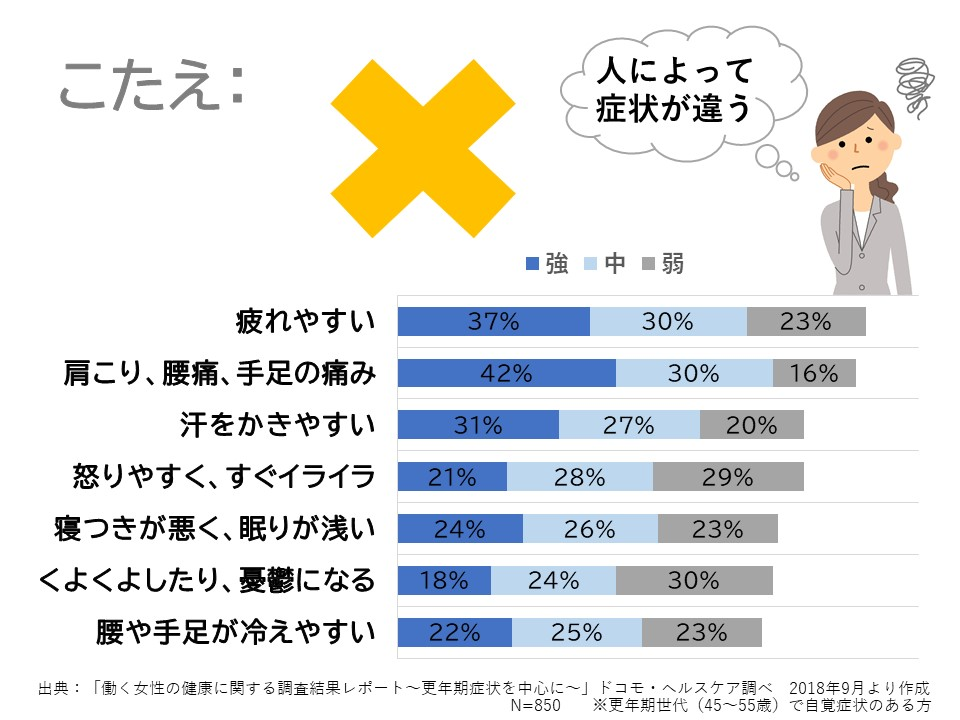 こたえ：
人によって
症状が違う
強 中 弱
疲れやすい 37% 30% 23%
肩こり、腰痛、手足の痛み 42% 30% 16%
汗をかきやすい 31% 27% 20%
怒りやすく、すぐイライラ 21% 28% 29%
寝つきが悪く、眠りが浅い 24% 26% 23%
くよくよしたり、憂鬱になる 18% 24% 30%
腰や手足が冷えやすい 22% 25% 23%
出典：「働く女性の健康に関する調査結果レポート～更年期症状を中心に～」ドコモ・ヘルスケア調べ　2018年9月より作成
N=850　※更年期世代（45～55歳）で自覚症状のある方